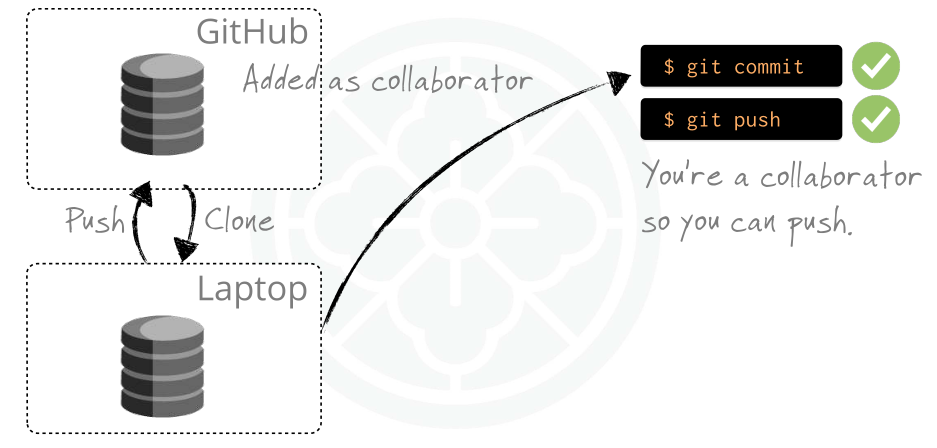 GitHub
Added as collaborator
$ git commit
$ git push
You're a collaborator
so you can push.
Push
Clone
Laptop